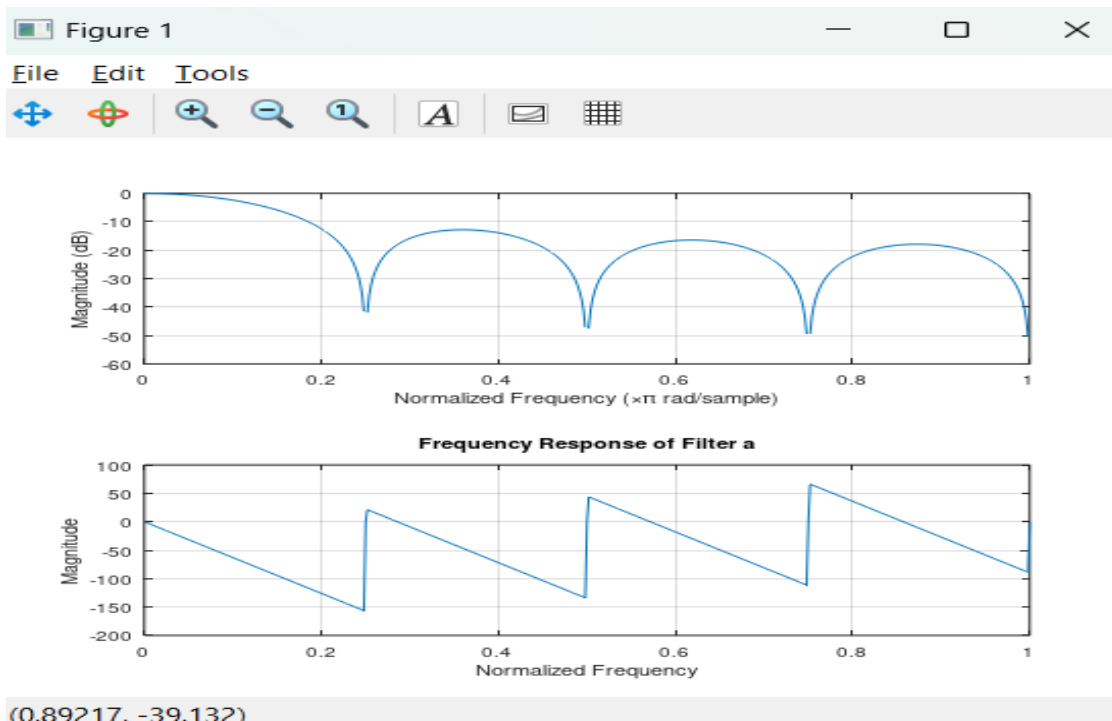 Figure 1
File Edit Tools
1 A
0
-10
-20
-30
-40
-50
-60
Magnitude (dB)
0 0.2 0.4 0.6 0.8 1
Normalized Frequency (×π rad/sample)
Frequency Response of Filter a
100
50
0
-50
-100
-150
-200
Magnitude
0 0.2 0.4 0.6 0.8 1
Normalized Frequency
(0.89217, -39.132)